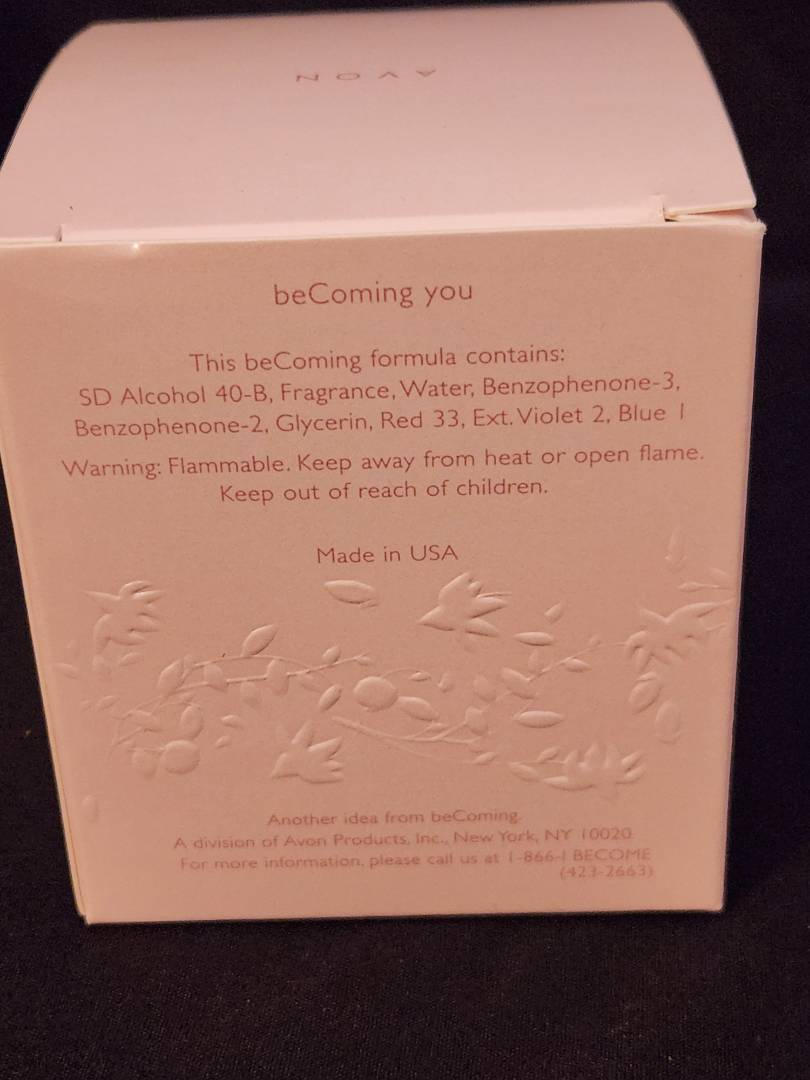 AVON
beComing you
This beComing formula contains:
SD Alcohol 40-B, Fragrance, Water, Benzophenone-3,
Benzophenone-2, Glycerin, Red 33, Ext. Violet 2, Blue 1
Warning: Flammable. Keep away from heat or open flame.
Keep out of reach of children.
Made in USA
Another idea from beComing.
A division of Avon Products, Inc., New York, NY 10020
For more information, please call us at 1-866-1 BECOME
(423-2663)